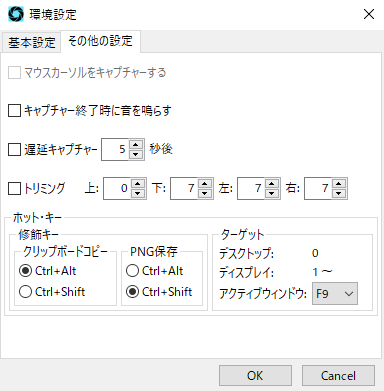 環境設定
基本設定 その他の設定
マウスカーソルをキャプチャーする
キャプチャー終了時に音を鳴らす
遅延キャプチャー 5 秒後
トリミング 上: 0 下: 7 左: 7 右: 7
ホット・キー
修飾キー ターゲット
クリップボードコピー PNG保存 デスクトップ: 0
Ctrl+Alt Ctrl+Alt ディスプレイ: 1～
Ctrl+Shift Ctrl+Shift アクティブウィンドウ: F9
OK Cancel